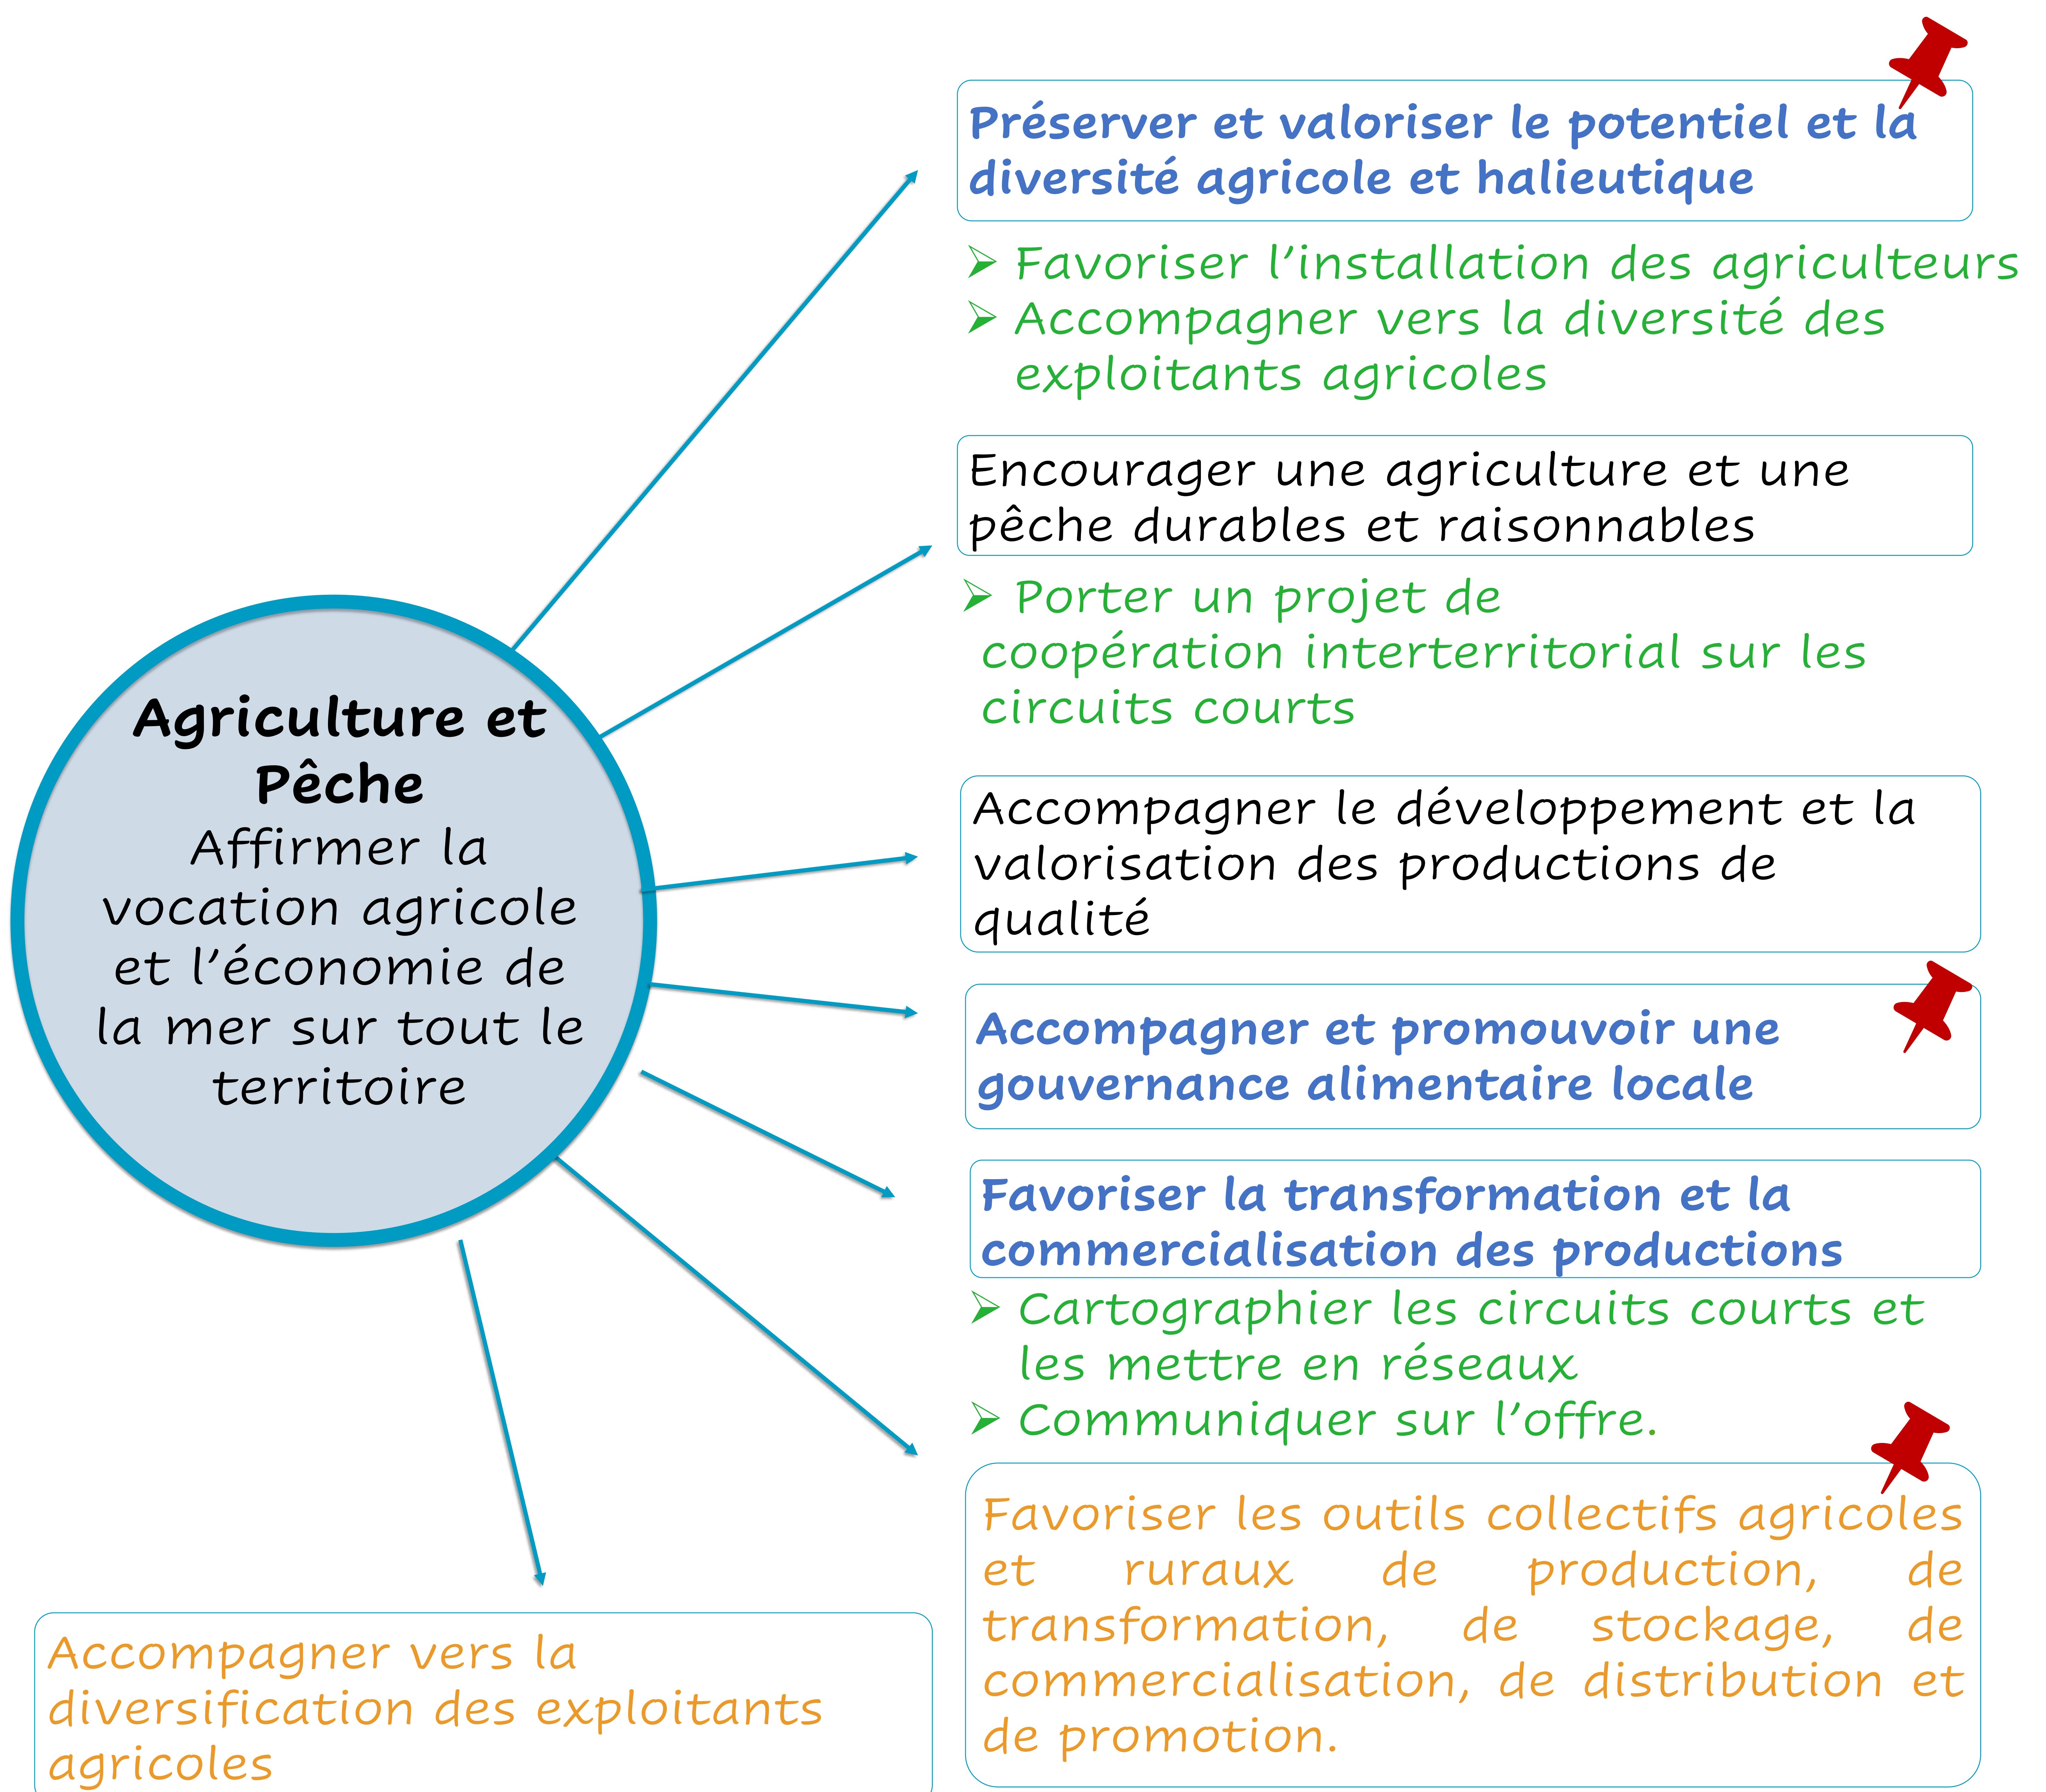 Préserver et valoriser le potentiel et la
diversité agricole et halieutique
Favoriser l’installation des agriculteurs
Accompagner vers la diversité des
exploitants agricoles
Encourager une agriculture et une
pêche durables et raisonnables
Porter un projet de
coopération interterritorial sur les
circuits courts
Agriculture et
Pêche
Affirmer la
vocation agricole
et l’économie de
la mer sur tout le
territoire
Accompagner le développement et la
valorisation des productions de
qualité
Accompagner et promouvoir une
gouvernance alimentaire locale
Favoriser la transformation et la
commercialisation des productions
Cartographier les circuits courts et
les mettre en réseaux
Communiquer sur l’offre.
Favoriser les outils collectifs agricoles
et ruraux de production, de
transformation, de stockage, de
commercialisation, de distribution et
de promotion.
Accompagner vers la
diversification des exploitants
agricoles